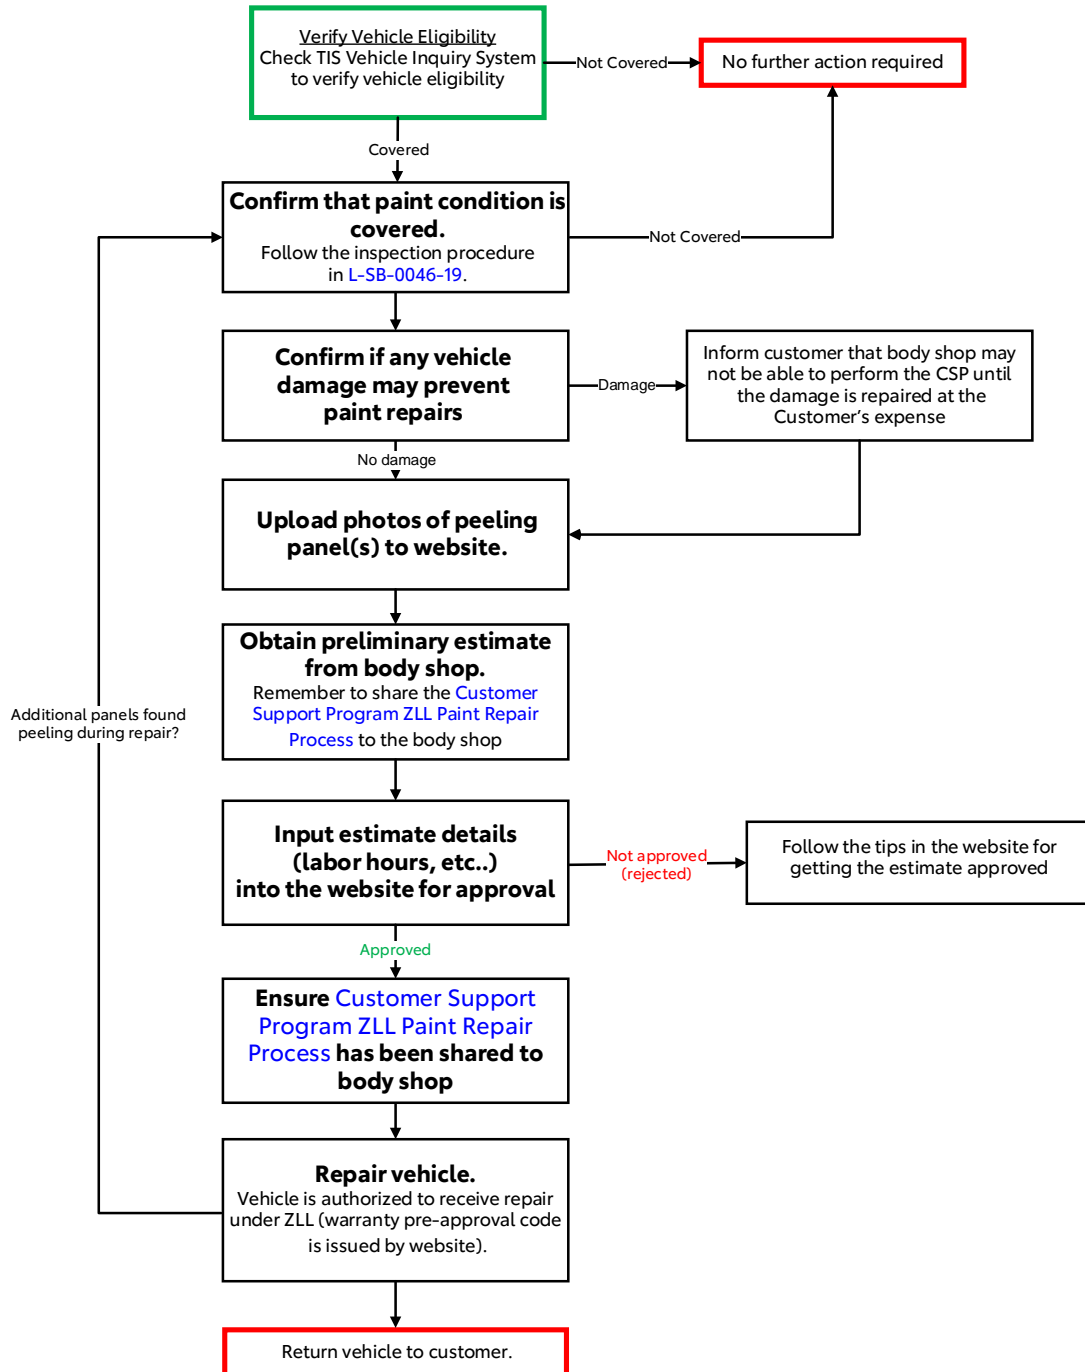 Verify Vehicle Eligibility
Check TIS Vehicle Inquiry System
to verify vehicle eligibility
Not Covered
No further action required
Covered
Confirm that paint condition is
covered.
Follow the inspection procedure
in L-SB-0046-19.
Not Covered
Confirm if any vehicle
damage may prevent
paint repairs
Damage
Inform customer that body shop may
not be able to perform the CSP until
the damage is repaired at the
Customer’s expense
No damage
Upload photos of peeling
panel(s) to website.
Obtain preliminary estimate
from body shop.
Remember to share the Customer
Support Program ZLL Paint Repair
Process to the body shop
Additional panels found
peeling during repair?
Input estimate details
(labor hours, etc..)
into the website for approval
Not approved
(rejected)
Follow the tips in the website for
getting the estimate approved
Approved
Ensure Customer Support
Program ZLL Paint Repair
Process has been shared to
body shop
Repair vehicle.
Vehicle is authorized to receive repair
under ZLL (warranty pre-approval code
is issued by website).
Return vehicle to customer.